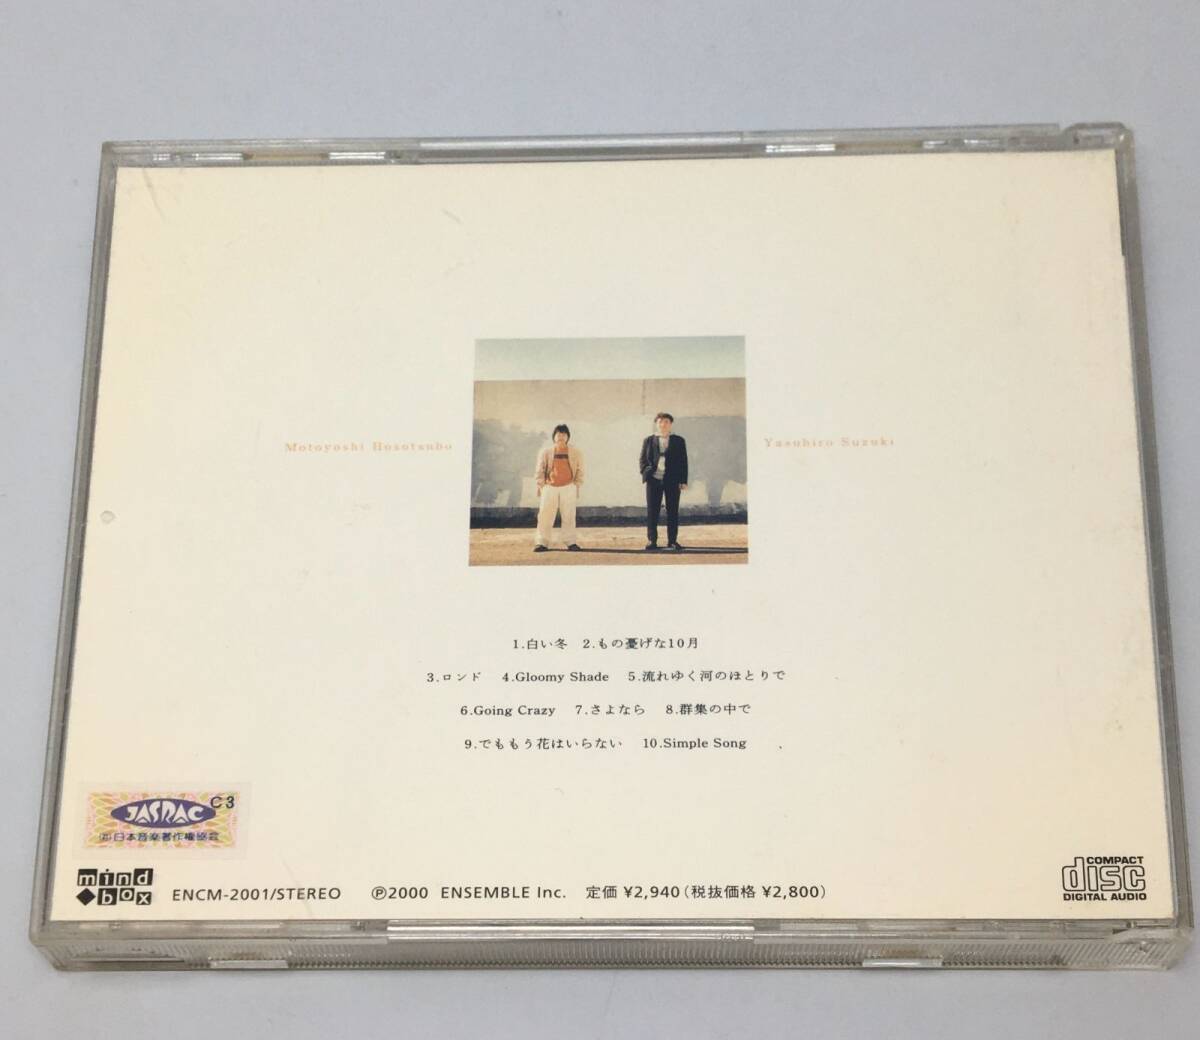 Motoyoshi Hosotsubo
Yasuhiro Suzuki
1.白い冬　2.もの憂げな10月
3.ロンド　4.Gloomy Shade　5.流れゆく河のほとりで
6.Going Crazy　7.さよなら　8.群集の中で
9.でももう花はいらない　10.Simple Song
JASRAC C3
(社)日本音楽著作権協会
mind
box
ENCM-2001/STEREO　Ⓟ2000 ENSEMBLE Inc.　定価 ¥2,940(税抜価格 ¥2,800)
COMPACT
disc
DIGITAL AUDIO